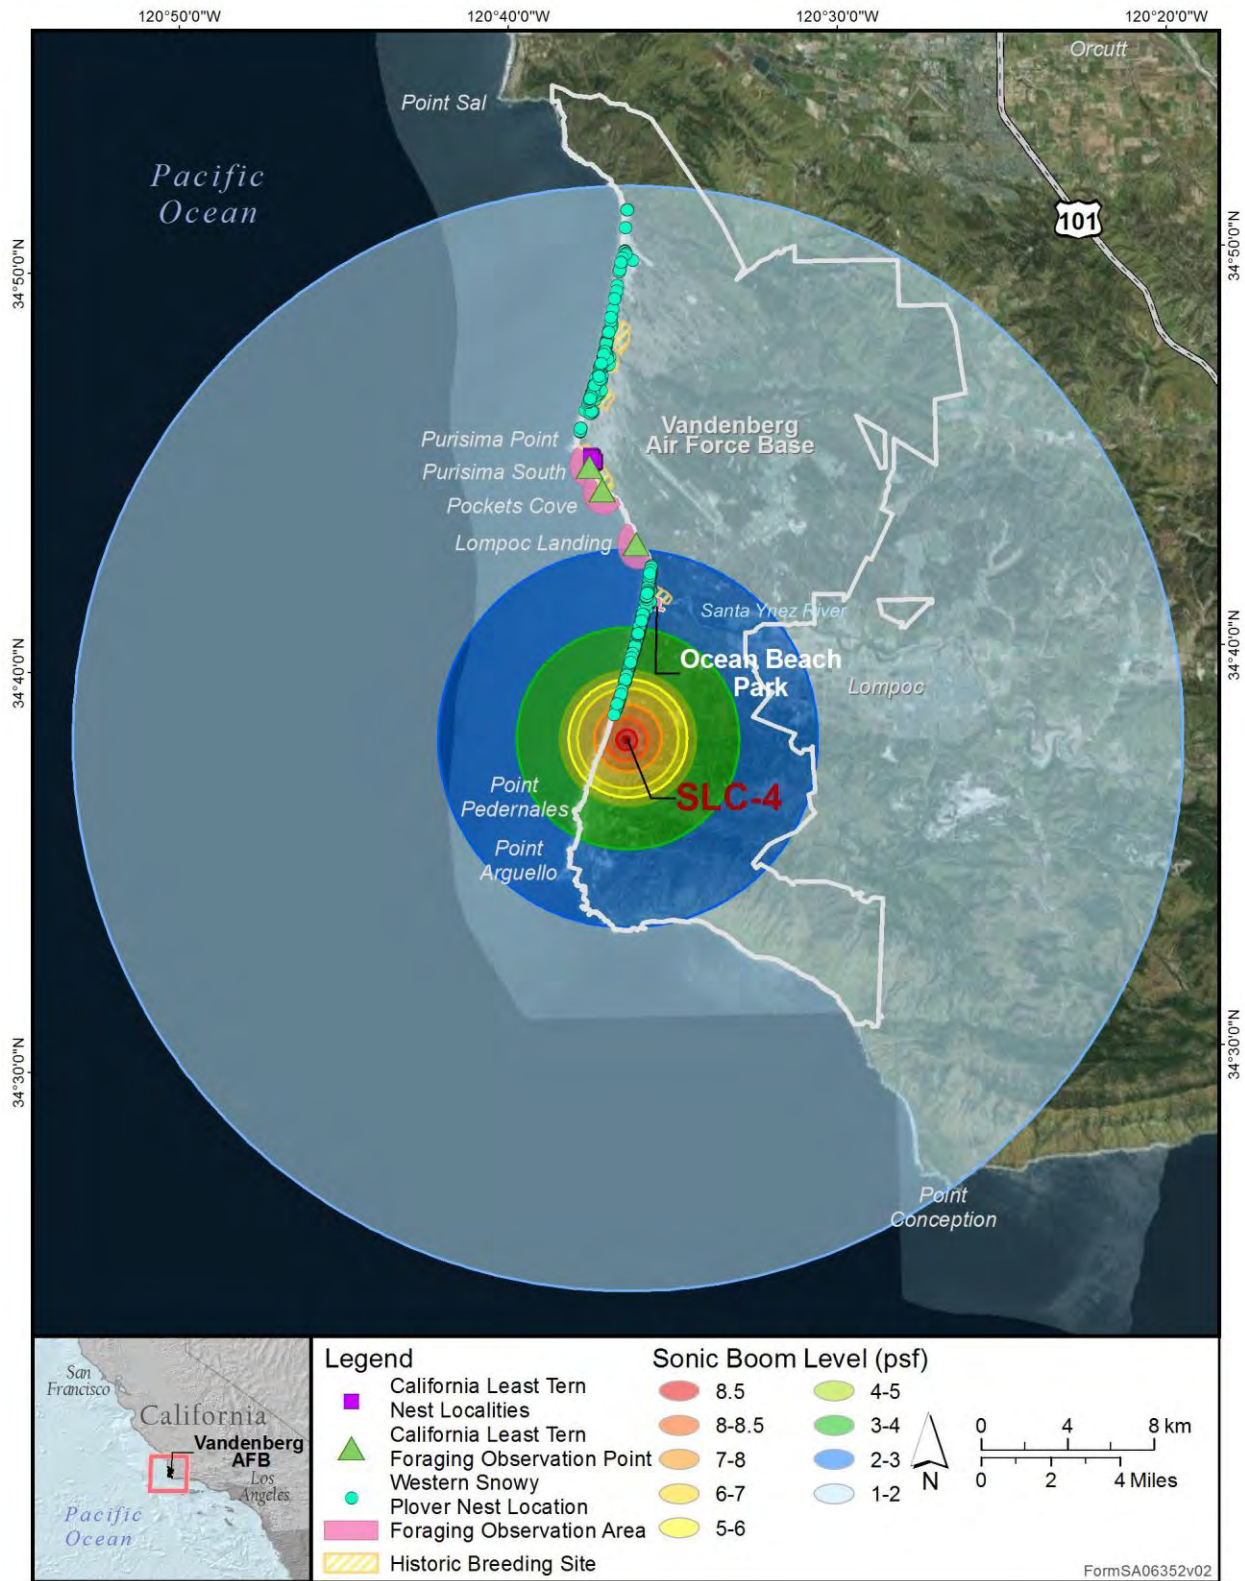 120°50'0"W
120°40'0"W
120°30'0"W
120°20'0"W
Orcutt
Point Sal
Pacific
Ocean
101
34°50'0"N
34°50'0"N
Vandenberg
Air Force Base
Purisima Point
Purisima South
Pockets Cove
Lompoc Landing
Santa Ynez River
Ocean Beach
Park
Lompoc
34°40'0"N
34°40'0"N
SLC-4
Point
Pedernales
Point
Arguello
34°30'0"N
34°30'0"N
Point
Conception
San
Francisco
California
Vandenberg
AFB
Los
Angeles
Pacific
Ocean
Legend
California Least Tern
Nest Localities
California Least Tern
Foraging Observation Point
Western Snowy
Plover Nest Location
Foraging Observation Area
Historic Breeding Site
Sonic Boom Level (psf)
8.5
8-8.5
7-8
6-7
5-6
4-5
3-4
2-3
1-2
N
0 4 8 km
0 2 4 Miles
FormSA06352v02